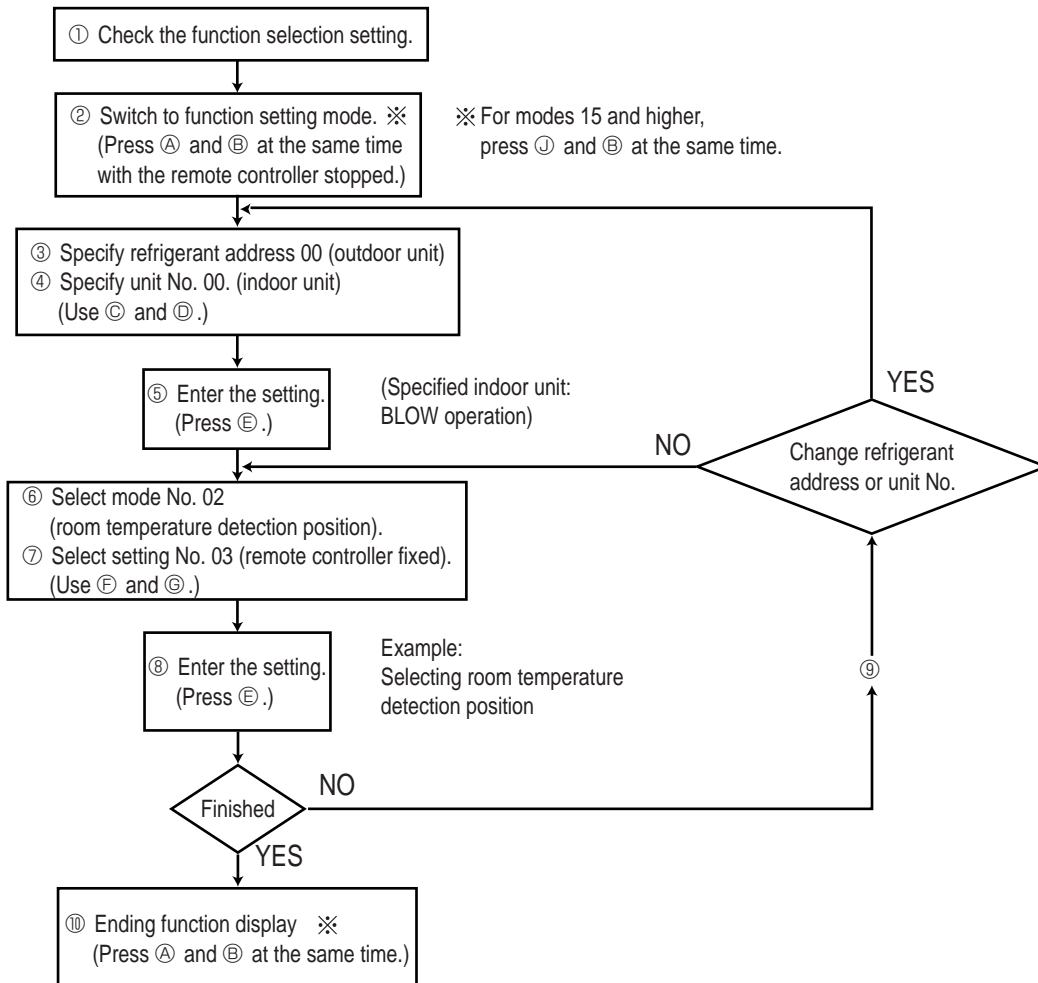 ① Check the function selection setting.
② Switch to function setting mode. ※
(Press Ⓐ and Ⓑ at the same time
with the remote controller stopped.)
※ For modes 15 and higher,
press Ⓙ and Ⓑ at the same time.
③ Specify refrigerant address 00 (outdoor unit)
④ Specify unit No. 00. (indoor unit)
(Use Ⓒ and Ⓓ.)
⑤ Enter the setting.
(Press Ⓔ.)
(Specified indoor unit:
BLOW operation)
YES
NO
Change refrigerant
address or unit No.
⑥ Select mode No. 02
(room temperature detection position).
⑦ Select setting No. 03 (remote controller fixed).
(Use Ⓕ and Ⓖ.)
⑧ Enter the setting.
(Press Ⓔ.)
Example:
Selecting room temperature
detection position
⑨
Finished
NO
YES
⑩ Ending function display ※
(Press Ⓐ and Ⓑ at the same time.)